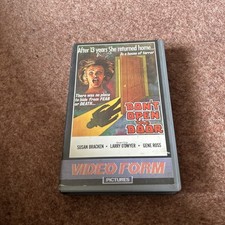 After 13 years She returned home...
to a house of horror
There was no place
to hide from FEAR
or DEATH...
DON'T
OPEN
the
DOOR
SUSAN BRACKEN • LARRY O'DWYER • GENE ROSS
VIDEO FORM
PICTURES